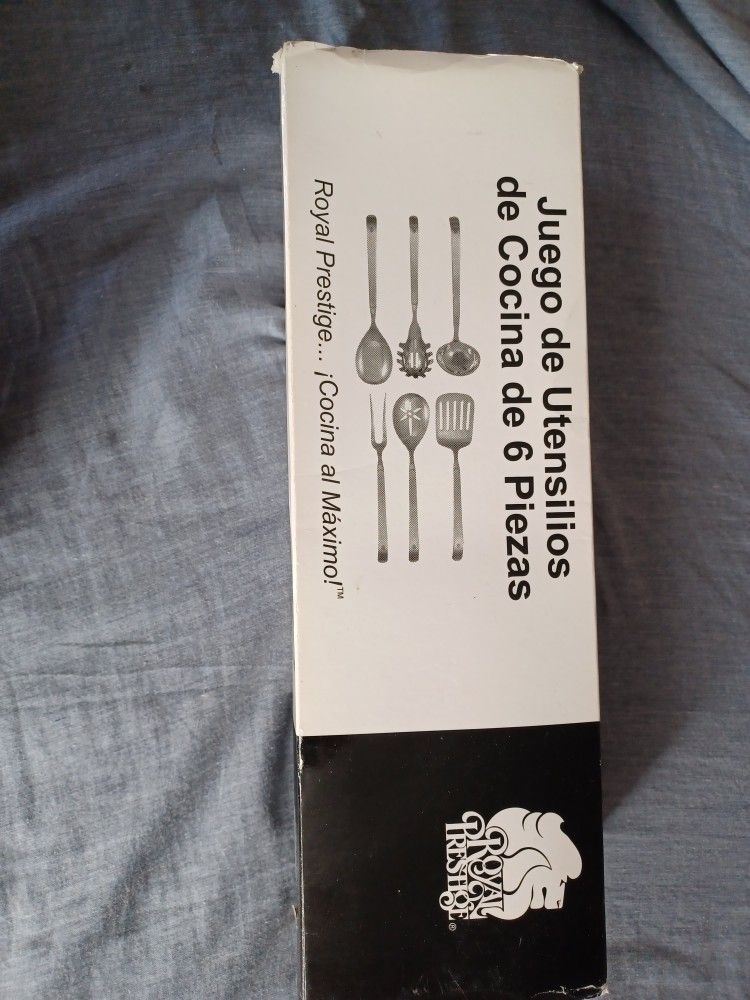 Juego de Utensilios
de Cocina de 6 Piezas
Royal Prestige... ¡Cocina al Máximo!™
ROYAL
PRESTIGE®